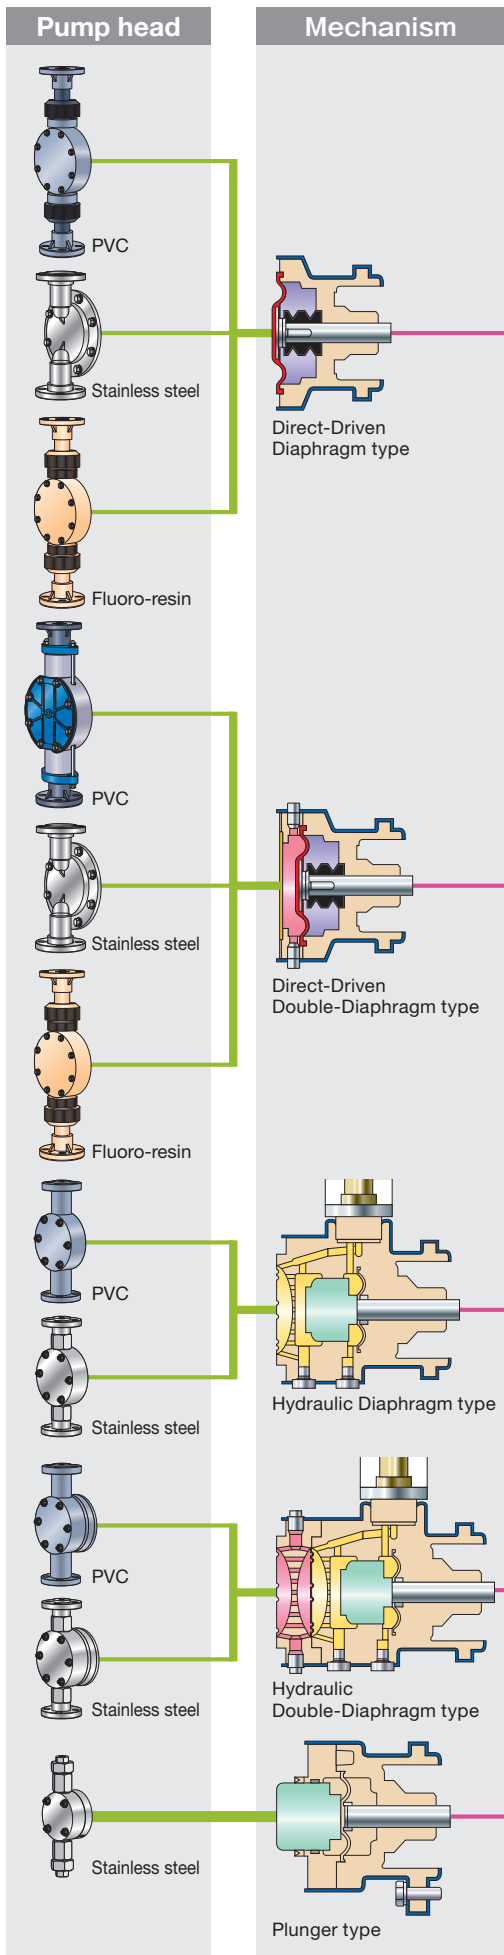 Pump head
Mechanism
PVC
Stainless steel
Direct-Driven
Diaphragm type
Fluoro-resin
PVC
Stainless steel
Direct-Driven
Double-Diaphragm type
Fluoro-resin
PVC
Hydraulic Diaphragm type
Stainless steel
PVC
Stainless steel
Hydraulic
Double-Diaphragm type
Stainless steel
Plunger type